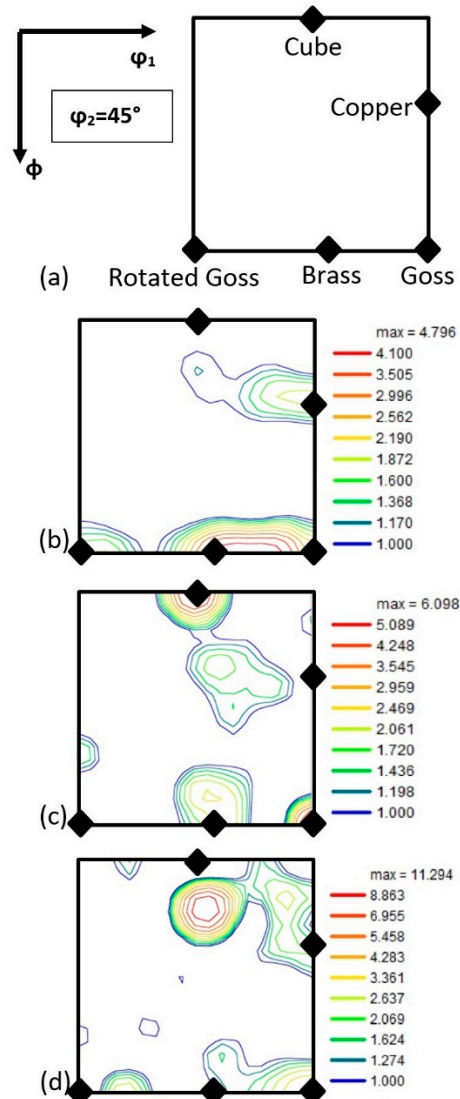 φ₁
φ₂=45°
ϕ
Cube
Copper
(a)
Rotated Goss
Brass
Goss
(b)
max = 4.796
4.100
3.505
2.996
2.562
2.190
1.872
1.600
1.368
1.170
1.000
(c)
max = 6.098
5.089
4.248
3.545
2.959
2.469
2.061
1.720
1.436
1.198
1.000
(d)
max = 11.294
8.863
6.955
5.458
4.283
3.361
2.637
2.069
1.624
1.274
1.000